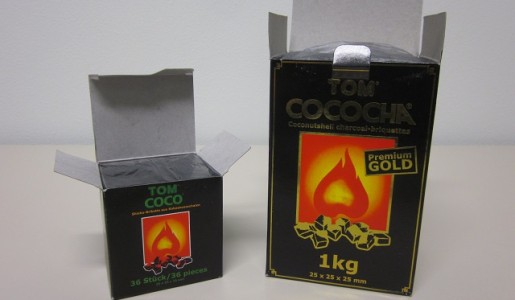 TOM
COCO
36 Stück/36 pieces
TOM®
COCOCHA®
Coconutshell charcoal-briquettes
Premium
GOLD
1kg
25 x 25 x 25 mm